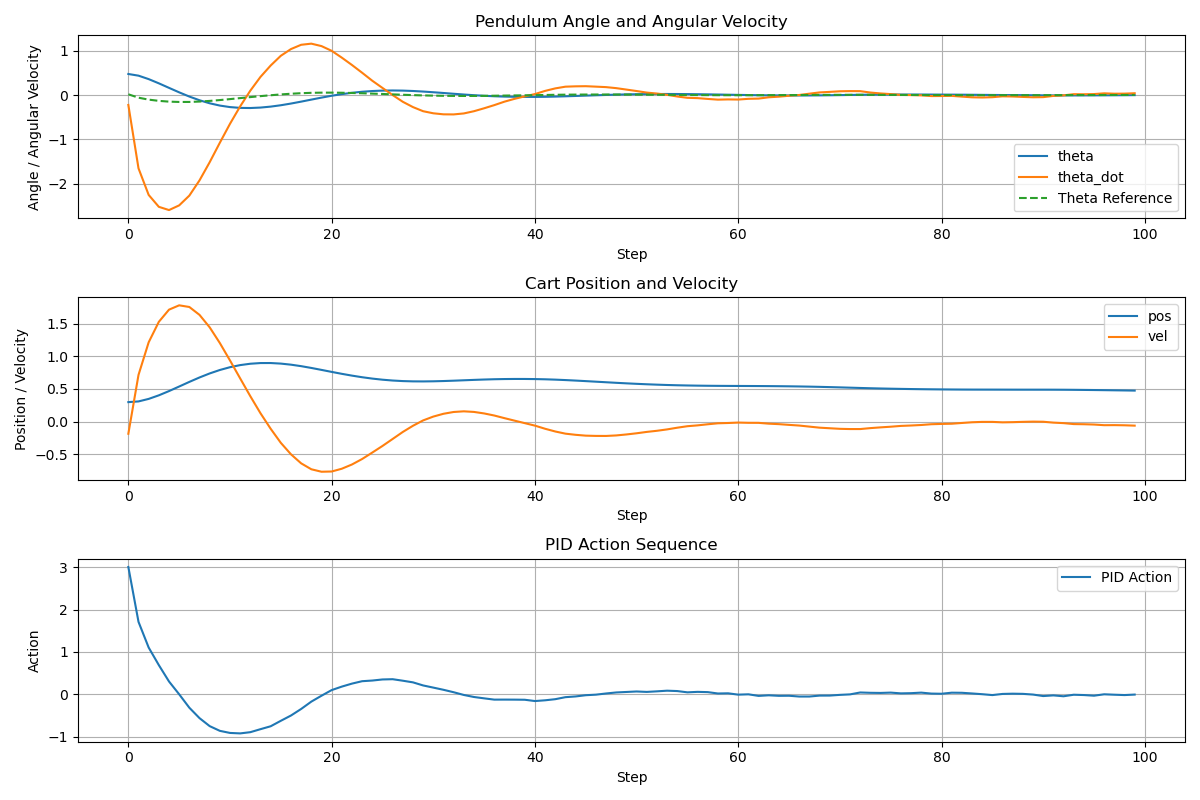 Pendulum Angle and Angular Velocity
Angle / Angular Velocity
1
0
−1
−2
theta
theta_dot
Theta Reference
0 20 40 60 80 100
Step
Cart Position and Velocity
Position / Velocity
1.5
1.0
0.5
0.0
−0.5
pos
vel
0 20 40 60 80 100
Step
PID Action Sequence
Action
3
2
1
0
−1
PID Action
0 20 40 60 80 100
Step